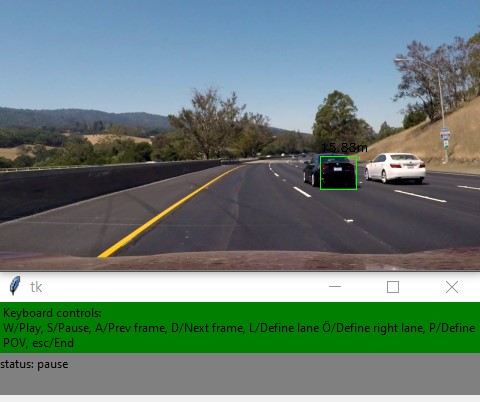 15.83m
tk
Keyboard controls:
W/Play, S/Pause, A/Prev frame, D/Next frame, L/Define lane Ö/Define right lane, P/Define
POV, esc/End
status: pause